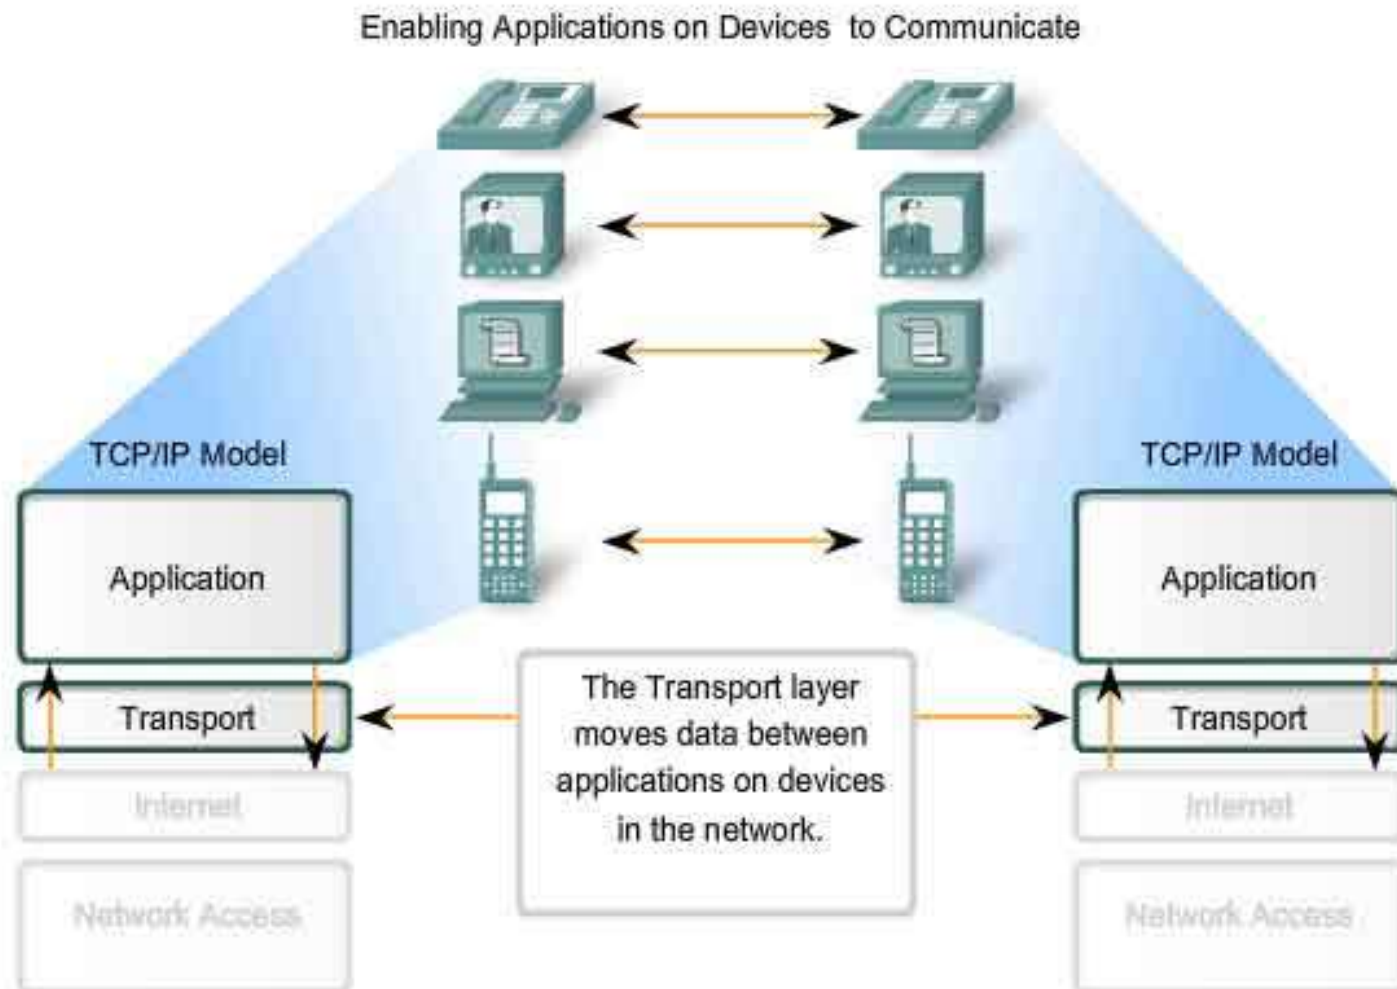 Enabling Applications on Devices to Communicate
TCP/IP Model
TCP/IP Model
Application
Application
The Transport layer
moves data between
applications on devices
in the network.
Transport
Transport
Internet
Internet
Network Access
Network Access